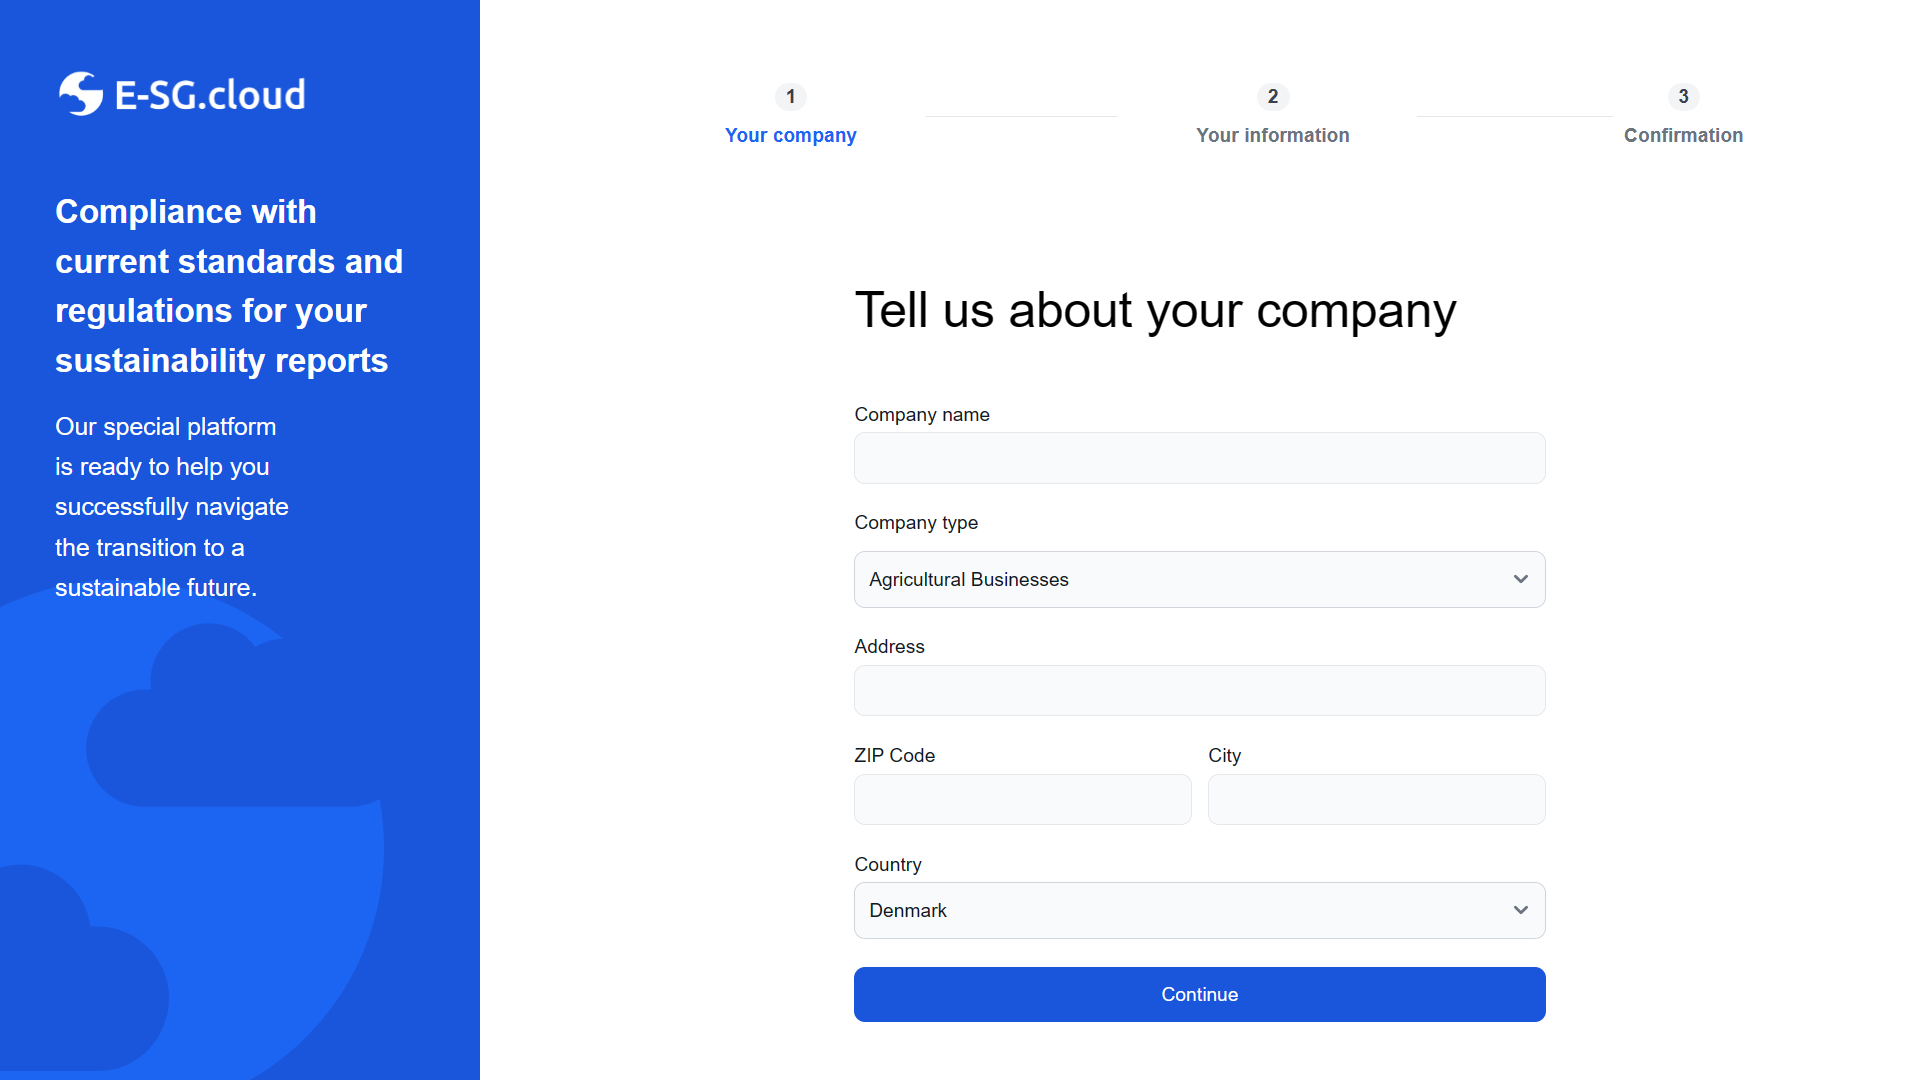 E-SG.cloud
Compliance with
current standards and
regulations for your
sustainability reports
Our special platform
is ready to help you
successfully navigate
the transition to a
sustainable future.
1
Your company
2
Your information
3
Confirmation
Tell us about your company
Company name
Company type
Agricultural Businesses
Address
ZIP Code
City
Country
Denmark
Continue